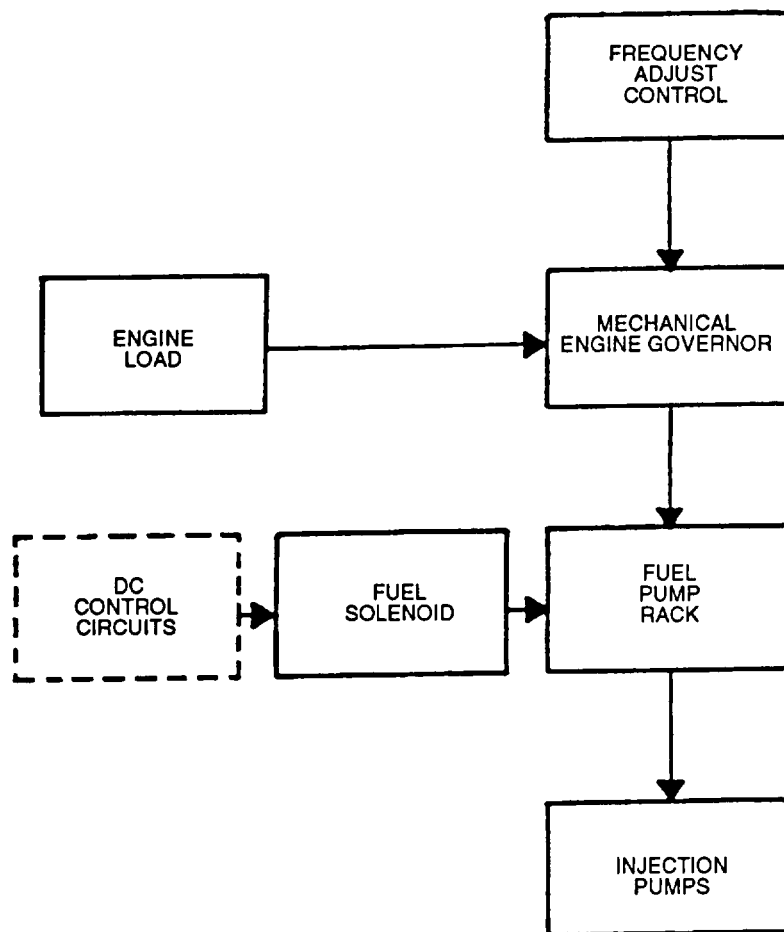 FREQUENCY
ADJUST
CONTROL
ENGINE
LOAD
MECHANICAL
ENGINE GOVERNOR
DC
CONTROL
CIRCUITS
FUEL
SOLENOID
FUEL
PUMP
RACK
INJECTION
PUMPS